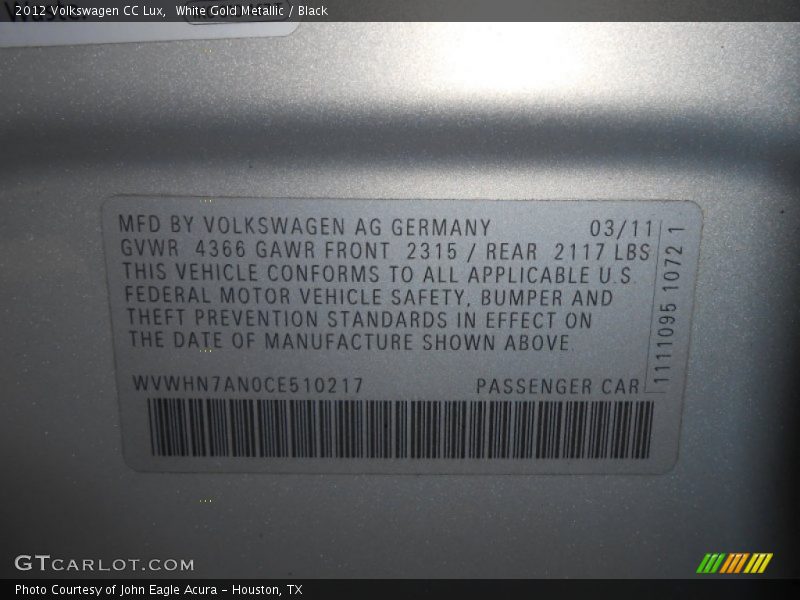 2012 Volkswagen CC Lux, White Gold Metallic / Black
MFD BY VOLKSWAGEN AG GERMANY 03/11
GVWR 4366 GAWR FRONT 2315 / REAR 2117 LBS
THIS VEHICLE CONFORMS TO ALL APPLICABLE U.S.
FEDERAL MOTOR VEHICLE SAFETY, BUMPER AND
THEFT PREVENTION STANDARDS IN EFFECT ON
THE DATE OF MANUFACTURE SHOWN ABOVE.
WVWHN7AN0CE510217 PASSENGER CAR
1111095 10721
GTCARLOT.COM
Photo Courtesy of John Eagle Acura - Houston, TX